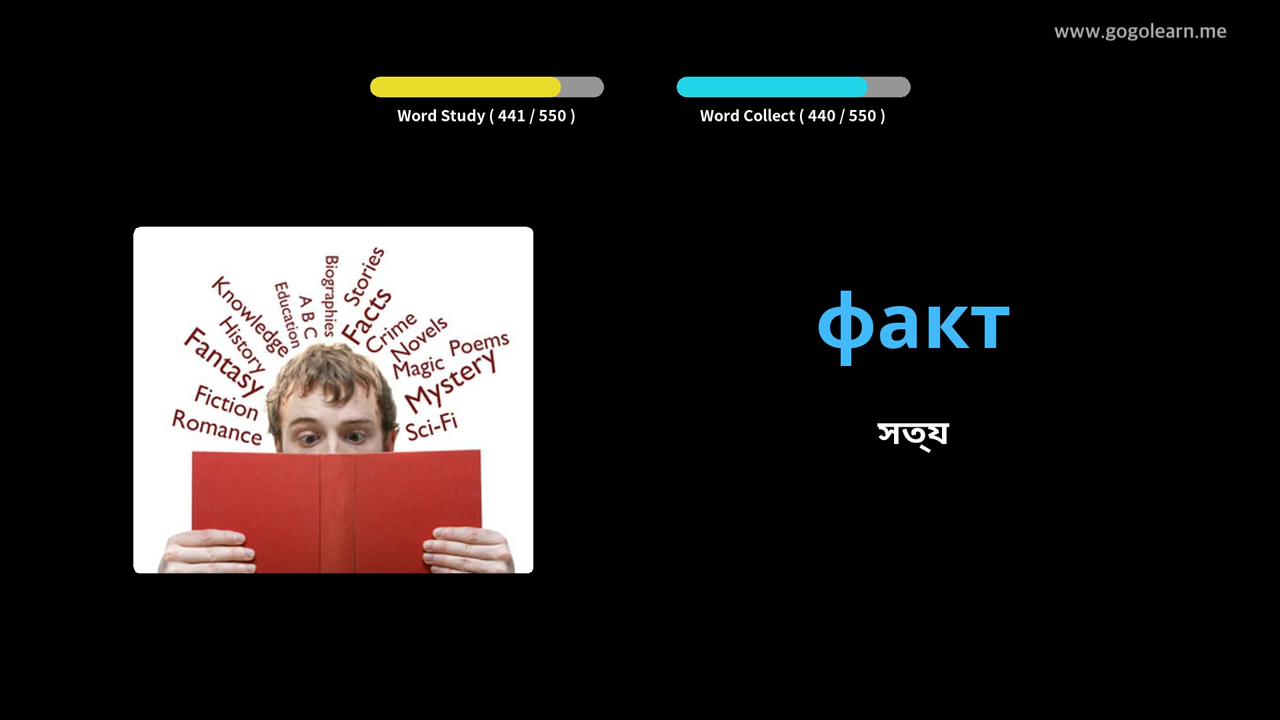 www.gogolearn.me
Word Study ( 441 / 550 )
Word Collect ( 440 / 550 )
Biographies
Stories
Education
A B C
Facts
Knowledge
Crime
History
Novels
Poems
Fantasy
Magic
Mystery
Fiction
Romance
Sci-Fi
факт
সত্য